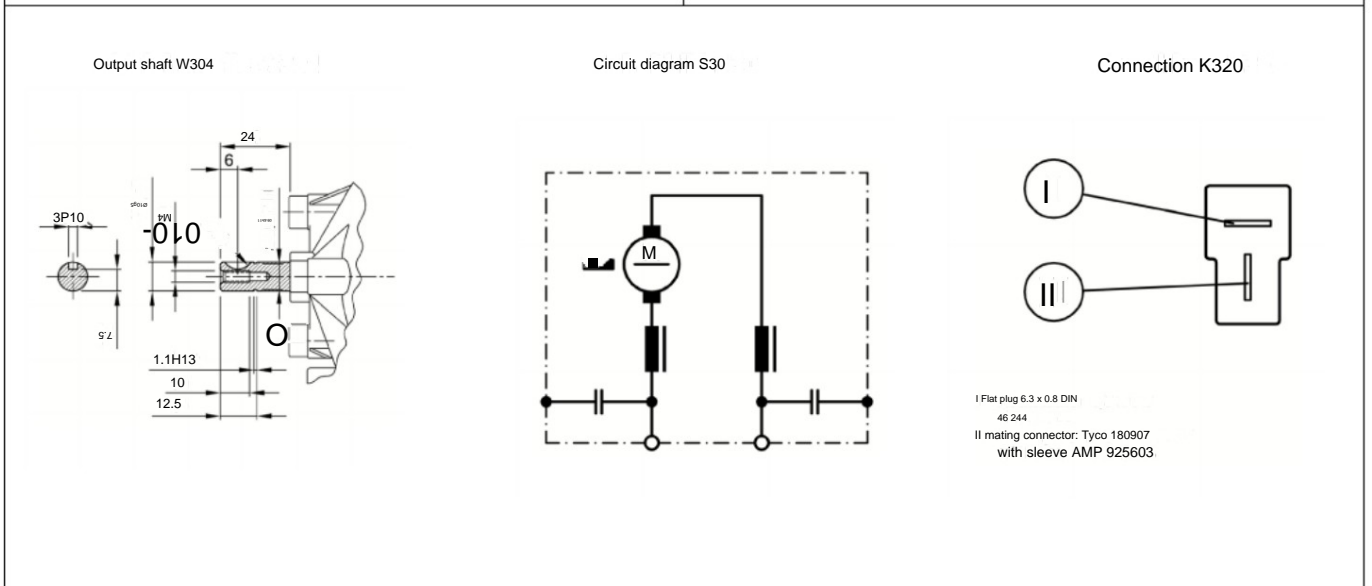 Output shaft W304
Circuit diagram S30
Connection K320
24
6
3P10
M4
010-
7.5
O
1.1H13
10
12.5
M
I
II
I Flat plug 6.3 x 0.8 DIN
46 244
II mating connector: Tyco 180907
with sleeve AMP 925603